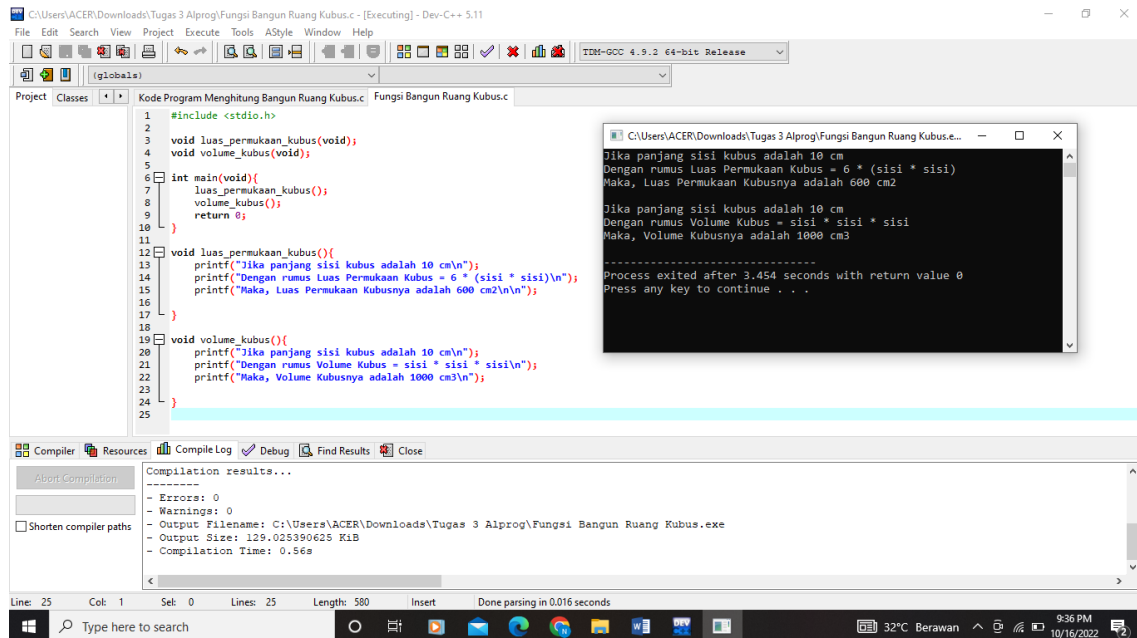 C:\Users\ACER\Downloads\Tugas 3 Alprog\Fungsi Bangun Ruang Kubus.c - [Executing] - Dev-C++ 5.11
File Edit Search View Project Execute Tools AStyle Window Help
TDM-GCC 4.9.2 64-bit Release
(globals)
Project Classes Kode Program Menghitung Bangun Ruang Kubus.c Fungsi Bangun Ruang Kubus.c
1 #include <stdio.h>
2
3 void luas_permukaan_kubus(void);
4 void volume_kubus(void);
5
6 int main(void){
7 luas_permukaan_kubus();
8 volume_kubus();
9 return 0;
10 }
11
12 void luas_permukaan_kubus(){
13 printf("Jika panjang sisi kubus adalah 10 cm\n");
14 printf("Dengan rumus Luas Permukaan Kubus = 6 * (sisi * sisi)\n");
15 printf("Maka, Luas Permukaan Kubusnya adalah 600 cm2\n\n");
16
17 }
18
19 void volume_kubus(){
20 printf("Jika panjang sisi kubus adalah 10 cm\n");
21 printf("Dengan rumus Volume Kubus = sisi * sisi * sisi\n");
22 printf("Maka, Volume Kubusnya adalah 1000 cm3\n");
23
24 }
25
C:\Users\ACER\Downloads\Tugas 3 Alprog\Fungsi Bangun Ruang Kubus.e...
Jika panjang sisi kubus adalah 10 cm
Dengan rumus Luas Permukaan Kubus = 6 * (sisi * sisi)
Maka, Luas Permukaan Kubusnya adalah 600 cm2
Jika panjang sisi kubus adalah 10 cm
Dengan rumus Volume Kubus = sisi * sisi * sisi
Maka, Volume Kubusnya adalah 1000 cm3
--------------------------------
Process exited after 3.454 seconds with return value 0
Press any key to continue . . .
Compiler Resources Compile Log Debug Find Results Close
Abort Compilation
Shorten compiler paths
Compilation results...
--------
- Errors: 0
- Warnings: 0
- Output Filename: C:\Users\ACER\Downloads\Tugas 3 Alprog\Fungsi Bangun Ruang Kubus.exe
- Output Size: 129.025390625 KiB
- Compilation Time: 0.56s
Line: 25 Col: 1 Sel: 0 Lines: 25 Length: 580 Insert Done parsing in 0.016 seconds
Type here to search
DEV
32°C Berawan
9:36 PM
10/16/2022
2